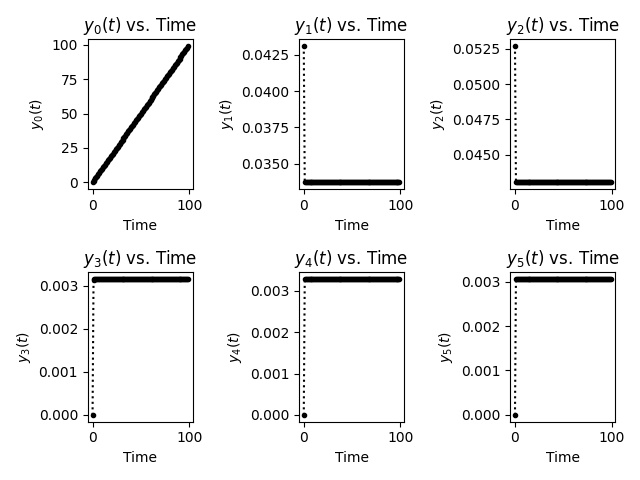 y₀(t) vs. Time
y₁(t) vs. Time
y₂(t) vs. Time
100
75
50
25
0
y₀(t)
0
100
Time
0.0425
0.0400
0.0375
0.0350
y₁(t)
0
100
Time
0.0525
0.0500
0.0475
0.0450
y₂(t)
0
100
Time
y₃(t) vs. Time
y₄(t) vs. Time
y₅(t) vs. Time
0.003
0.002
0.001
0.000
y₃(t)
0
100
Time
0.003
0.002
0.001
0.000
y₄(t)
0
100
Time
0.003
0.002
0.001
0.000
y₅(t)
0
100
Time